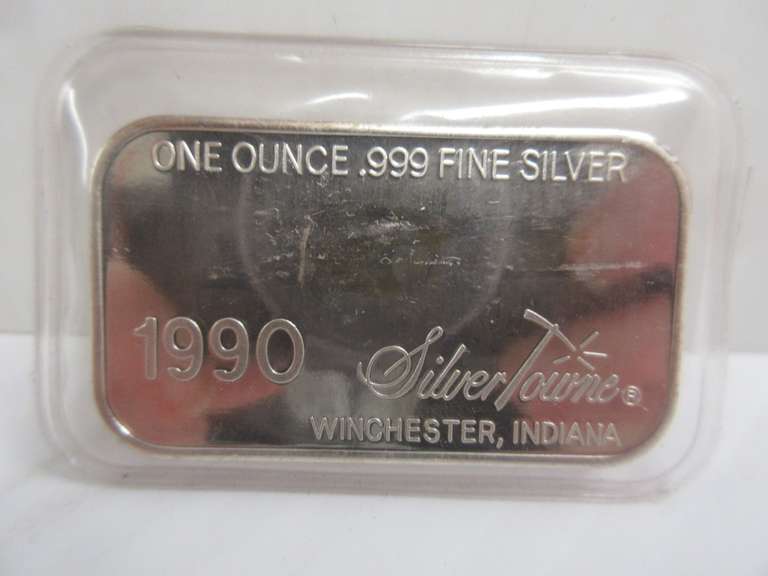 ONE OUNCE .999 FINE SILVER
1990
SilverTowne®
WINCHESTER, INDIANA